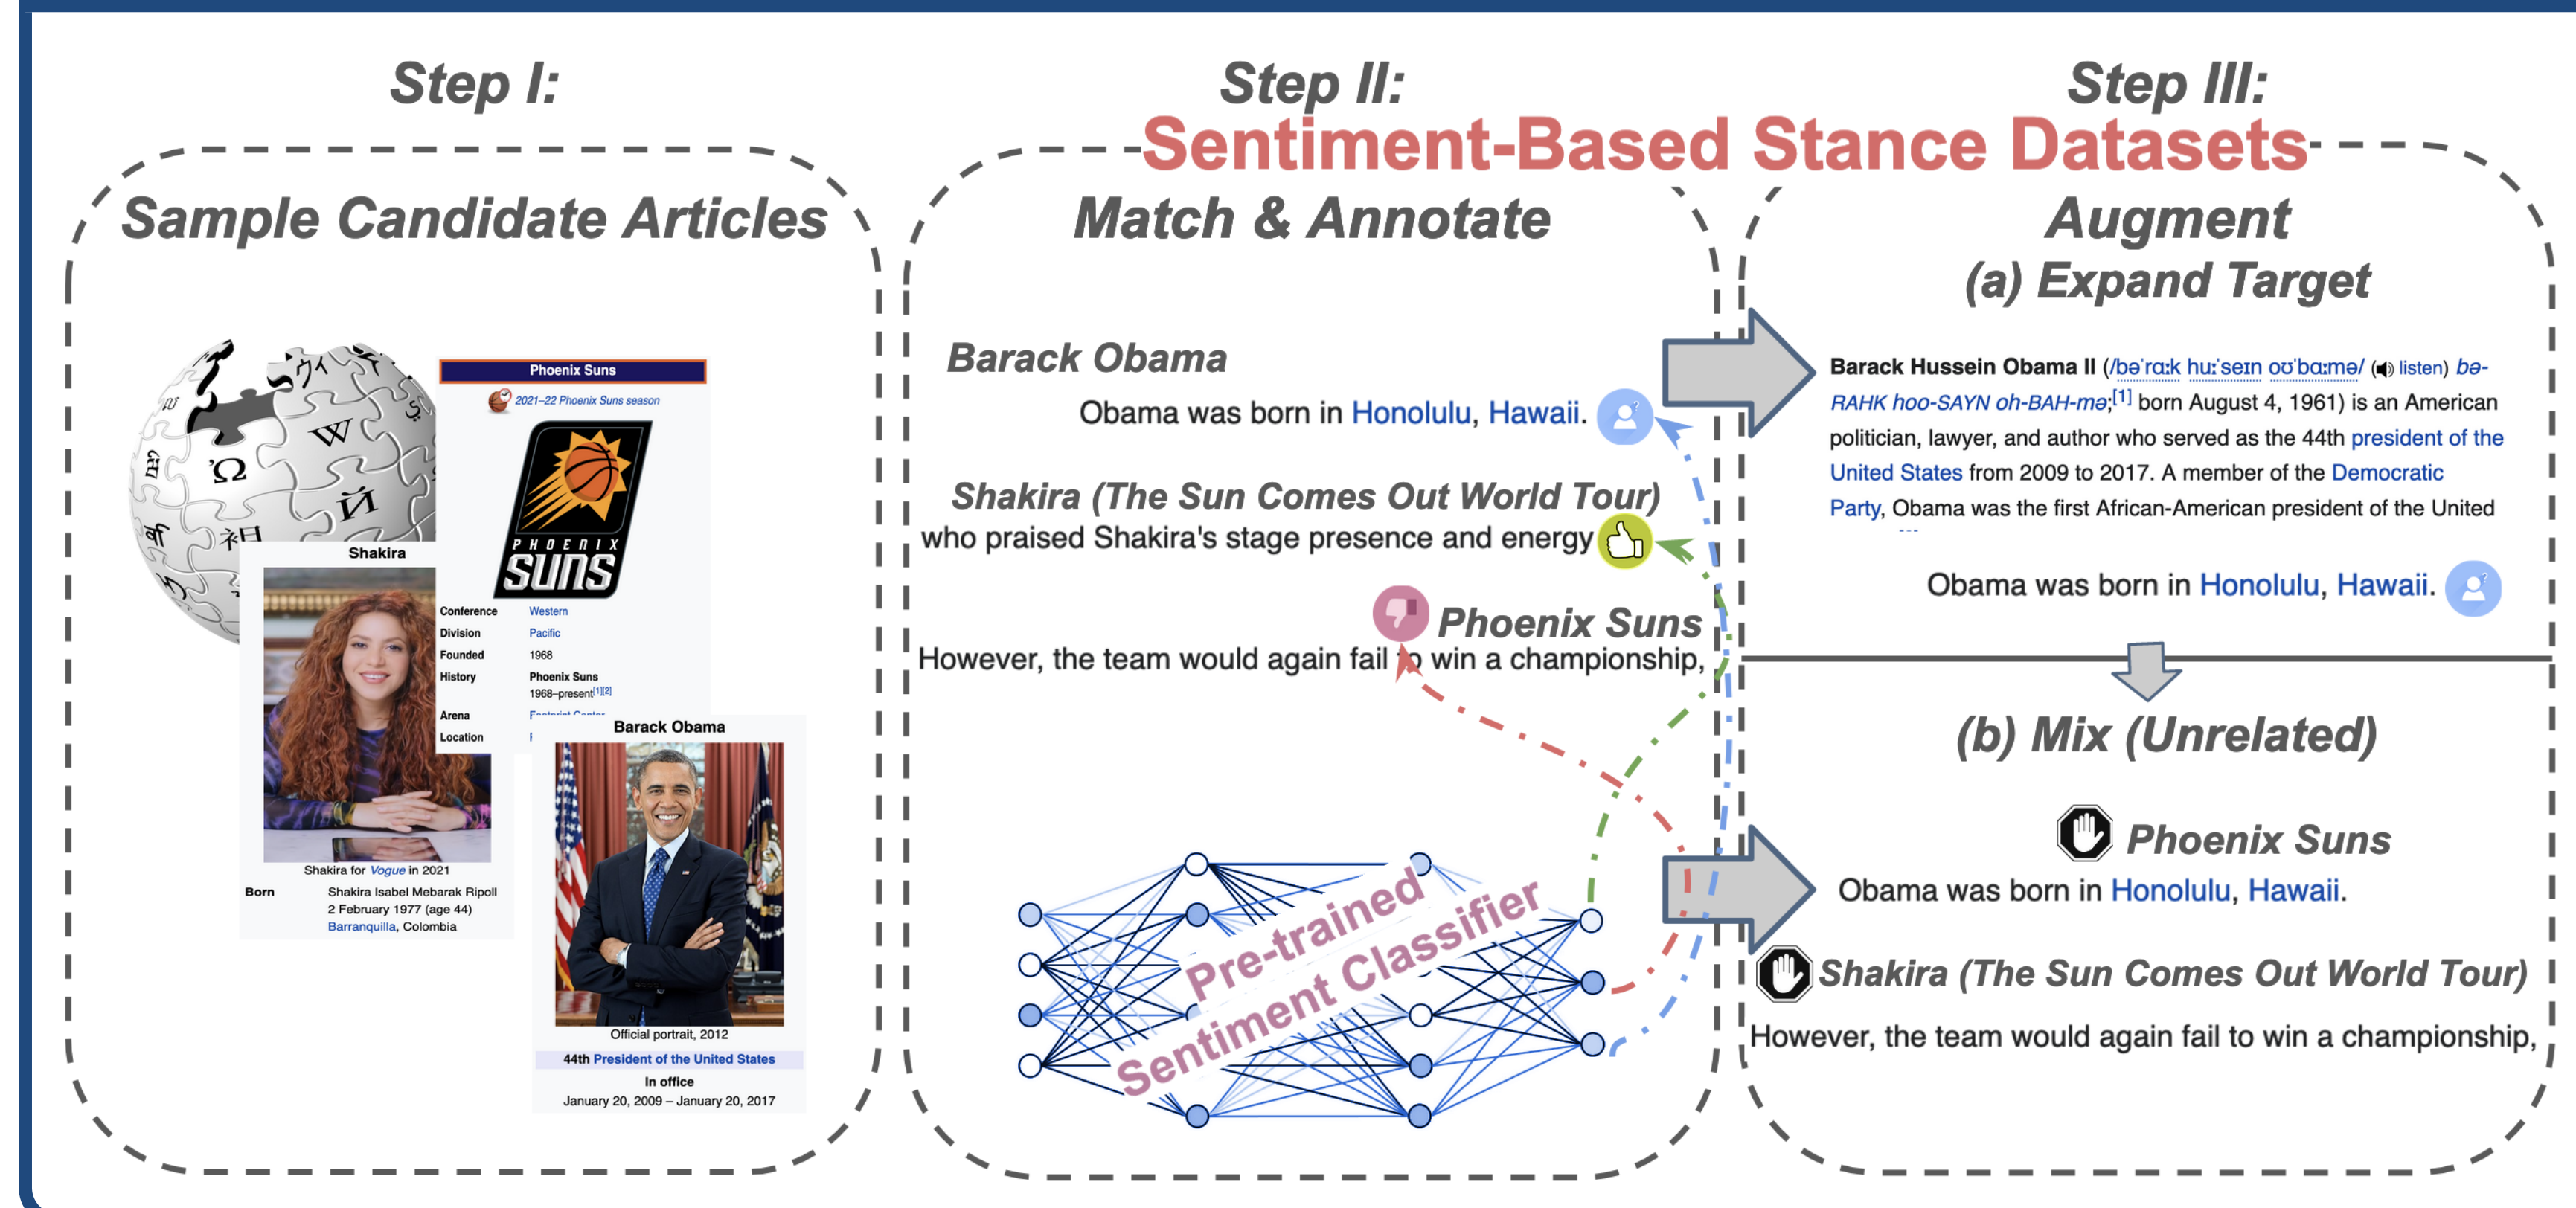 Step I:
Step II:
Step III:
Sentiment-Based Stance Datasets
Sample Candidate Articles
Phoenix Suns
2021–22 Phoenix Suns season
PHOENIX
SUNS
Conference Western
Division Pacific
Founded 1968
History Phoenix Suns
1968–present[1][2]
Arena
Location
Shakira
Shakira for Vogue in 2021
Born Shakira Isabel Mebarak Ripoll
2 February 1977 (age 44)
Barranquilla, Colombia
Barack Obama
Official portrait, 2012
44th President of the United States
In office
January 20, 2009 – January 20, 2017
Match & Annotate
Barack Obama
Obama was born in Honolulu, Hawaii.
Shakira (The Sun Comes Out World Tour)
who praised Shakira's stage presence and energy
Phoenix Suns
However, the team would again fail to win a championship,
Pre-trained
Sentiment Classifier
Augment
(a) Expand Target
Barack Hussein Obama II (/bəˈrɑːk huːˈseɪn oʊˈbɑːmə/ (listen) bə-
RAHK hoo-SAYN oh-BAH-mə;[1] born August 4, 1961) is an American
politician, lawyer, and author who served as the 44th president of the
United States from 2009 to 2017. A member of the Democratic
Party, Obama was the first African-American president of the United
Obama was born in Honolulu, Hawaii.
(b) Mix (Unrelated)
Phoenix Suns
Obama was born in Honolulu, Hawaii.
Shakira (The Sun Comes Out World Tour)
However, the team would again fail to win a championship,